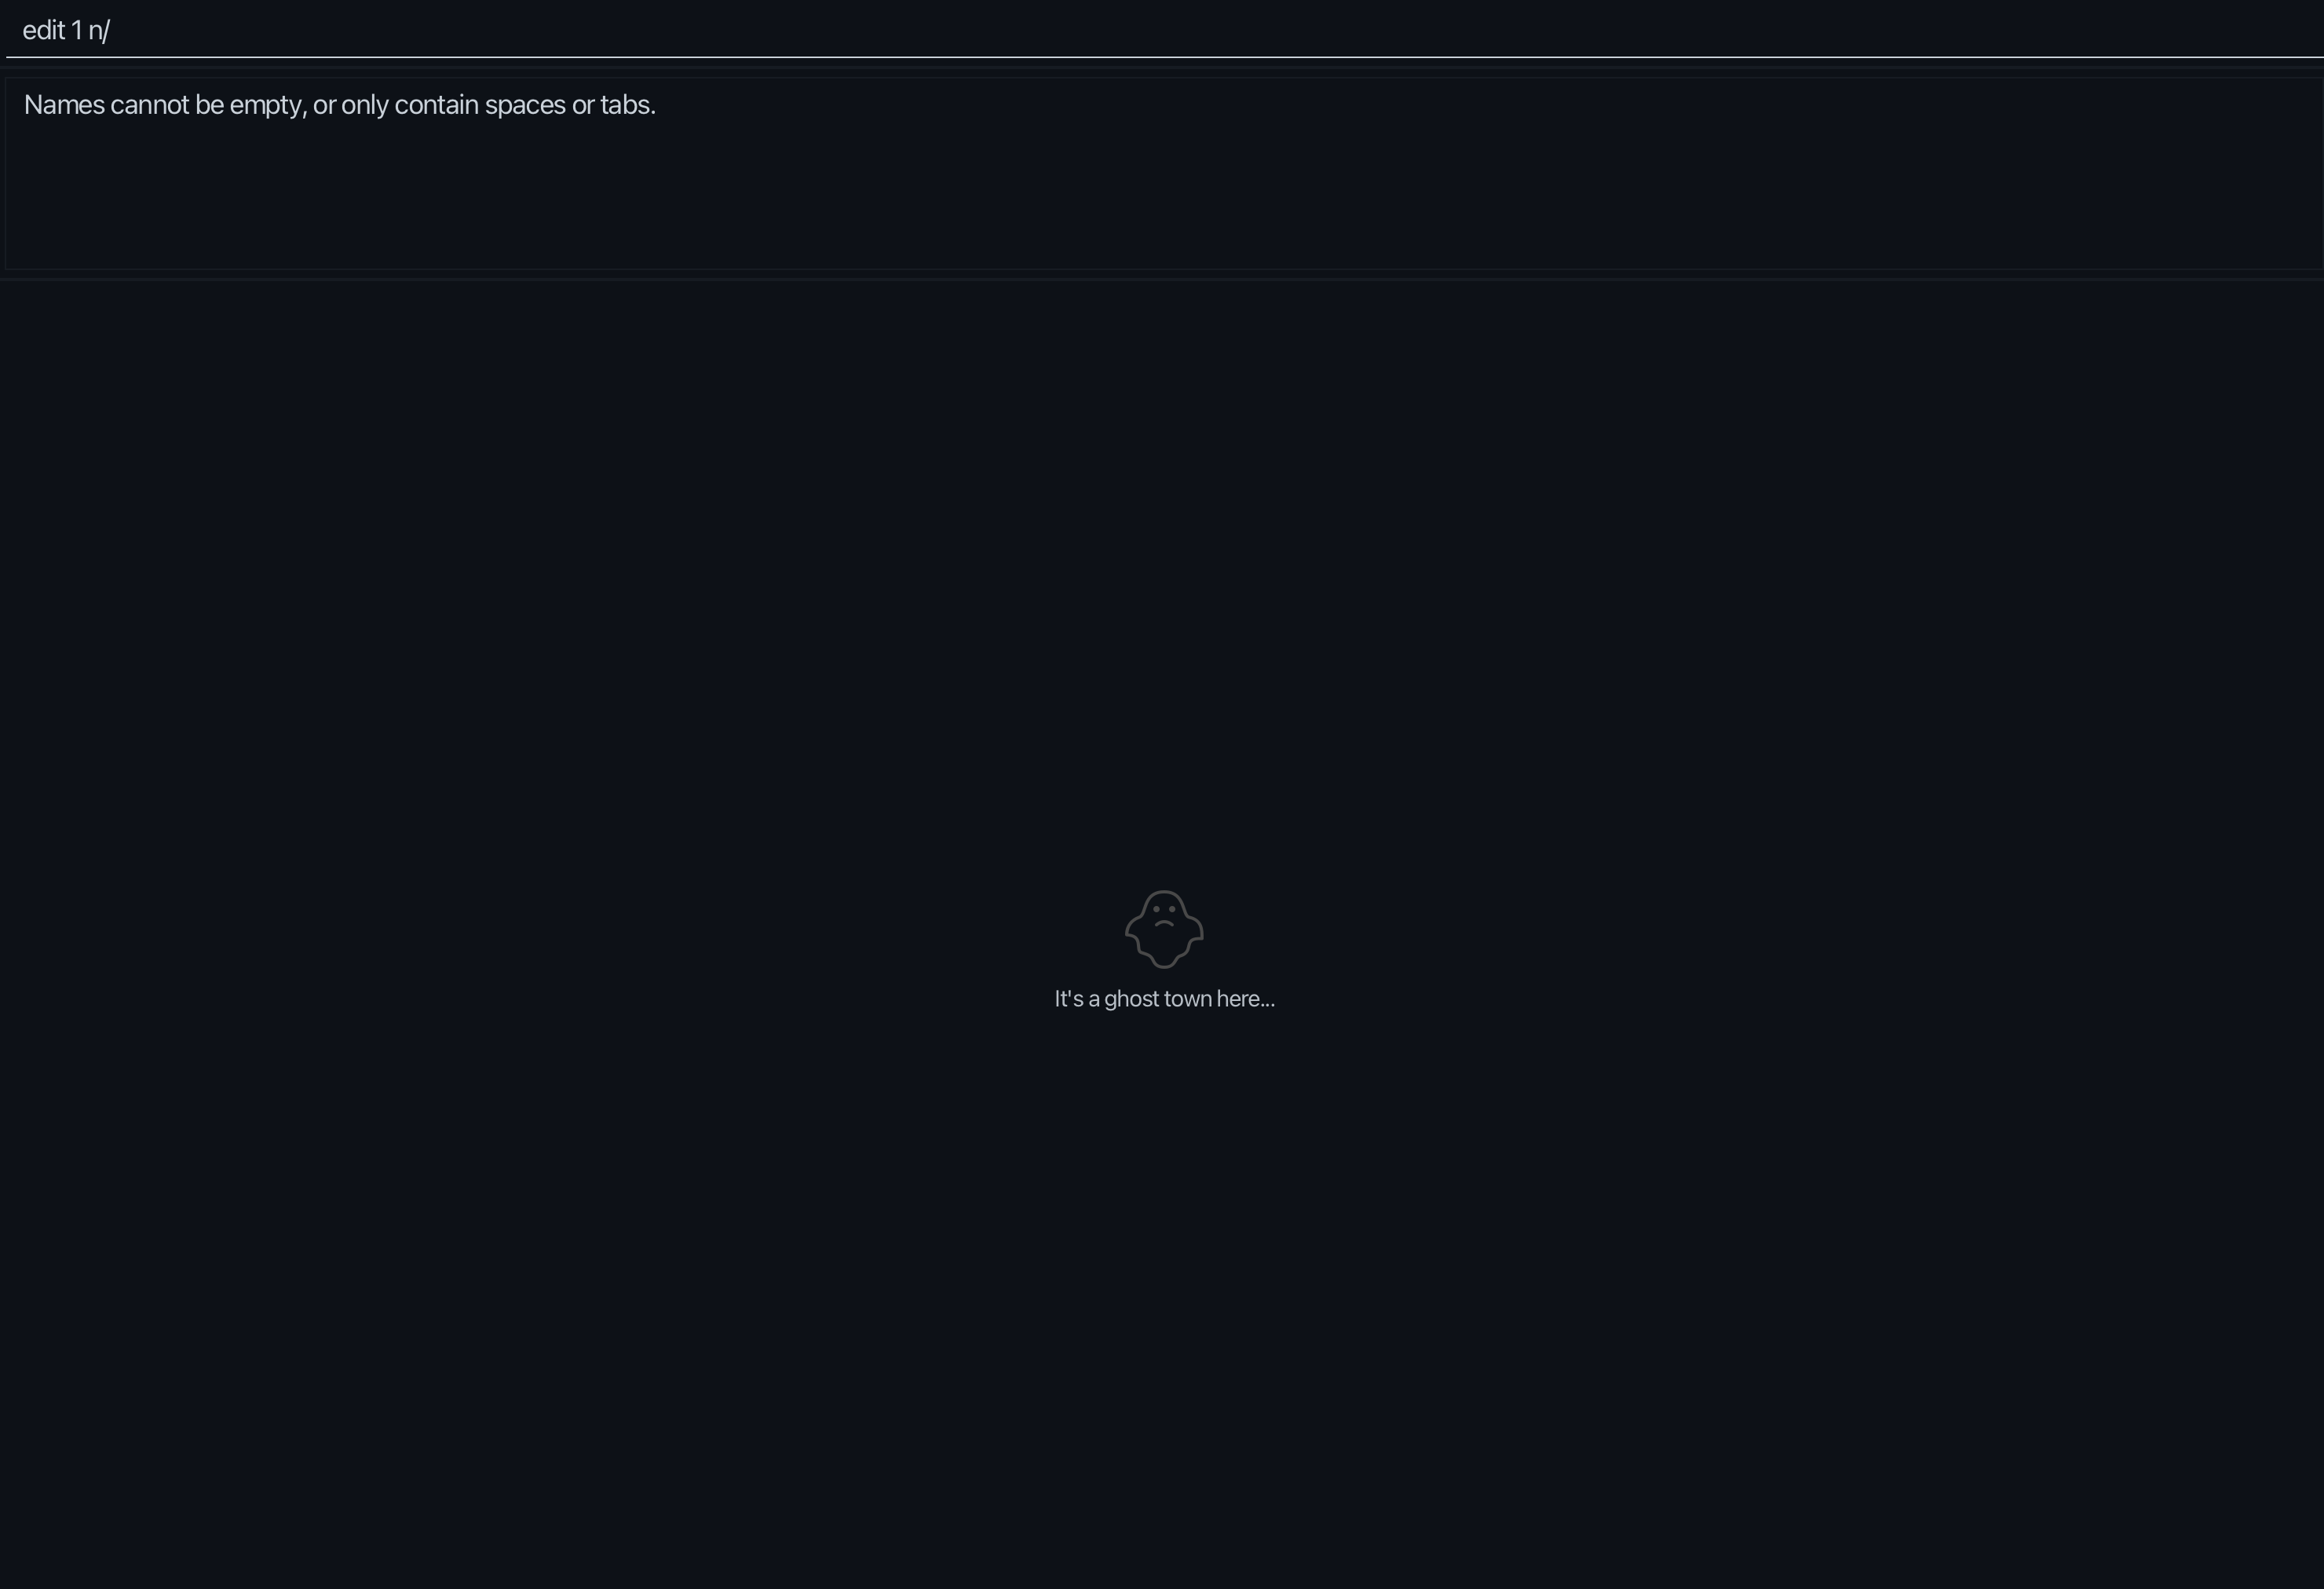 edit 1 n/
Names cannot be empty, or only contain spaces or tabs.
It's a ghost town here...